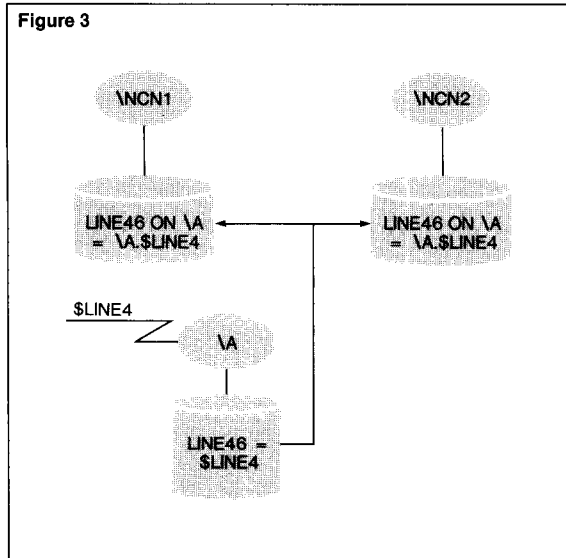 Figure 3
\NCN1
\NCN2
LINE46 ON \A
= \A.$LINE4
LINE46 ON \A
= \A.$LINE4
$LINE4
\A
LINE46 =
$LINE4